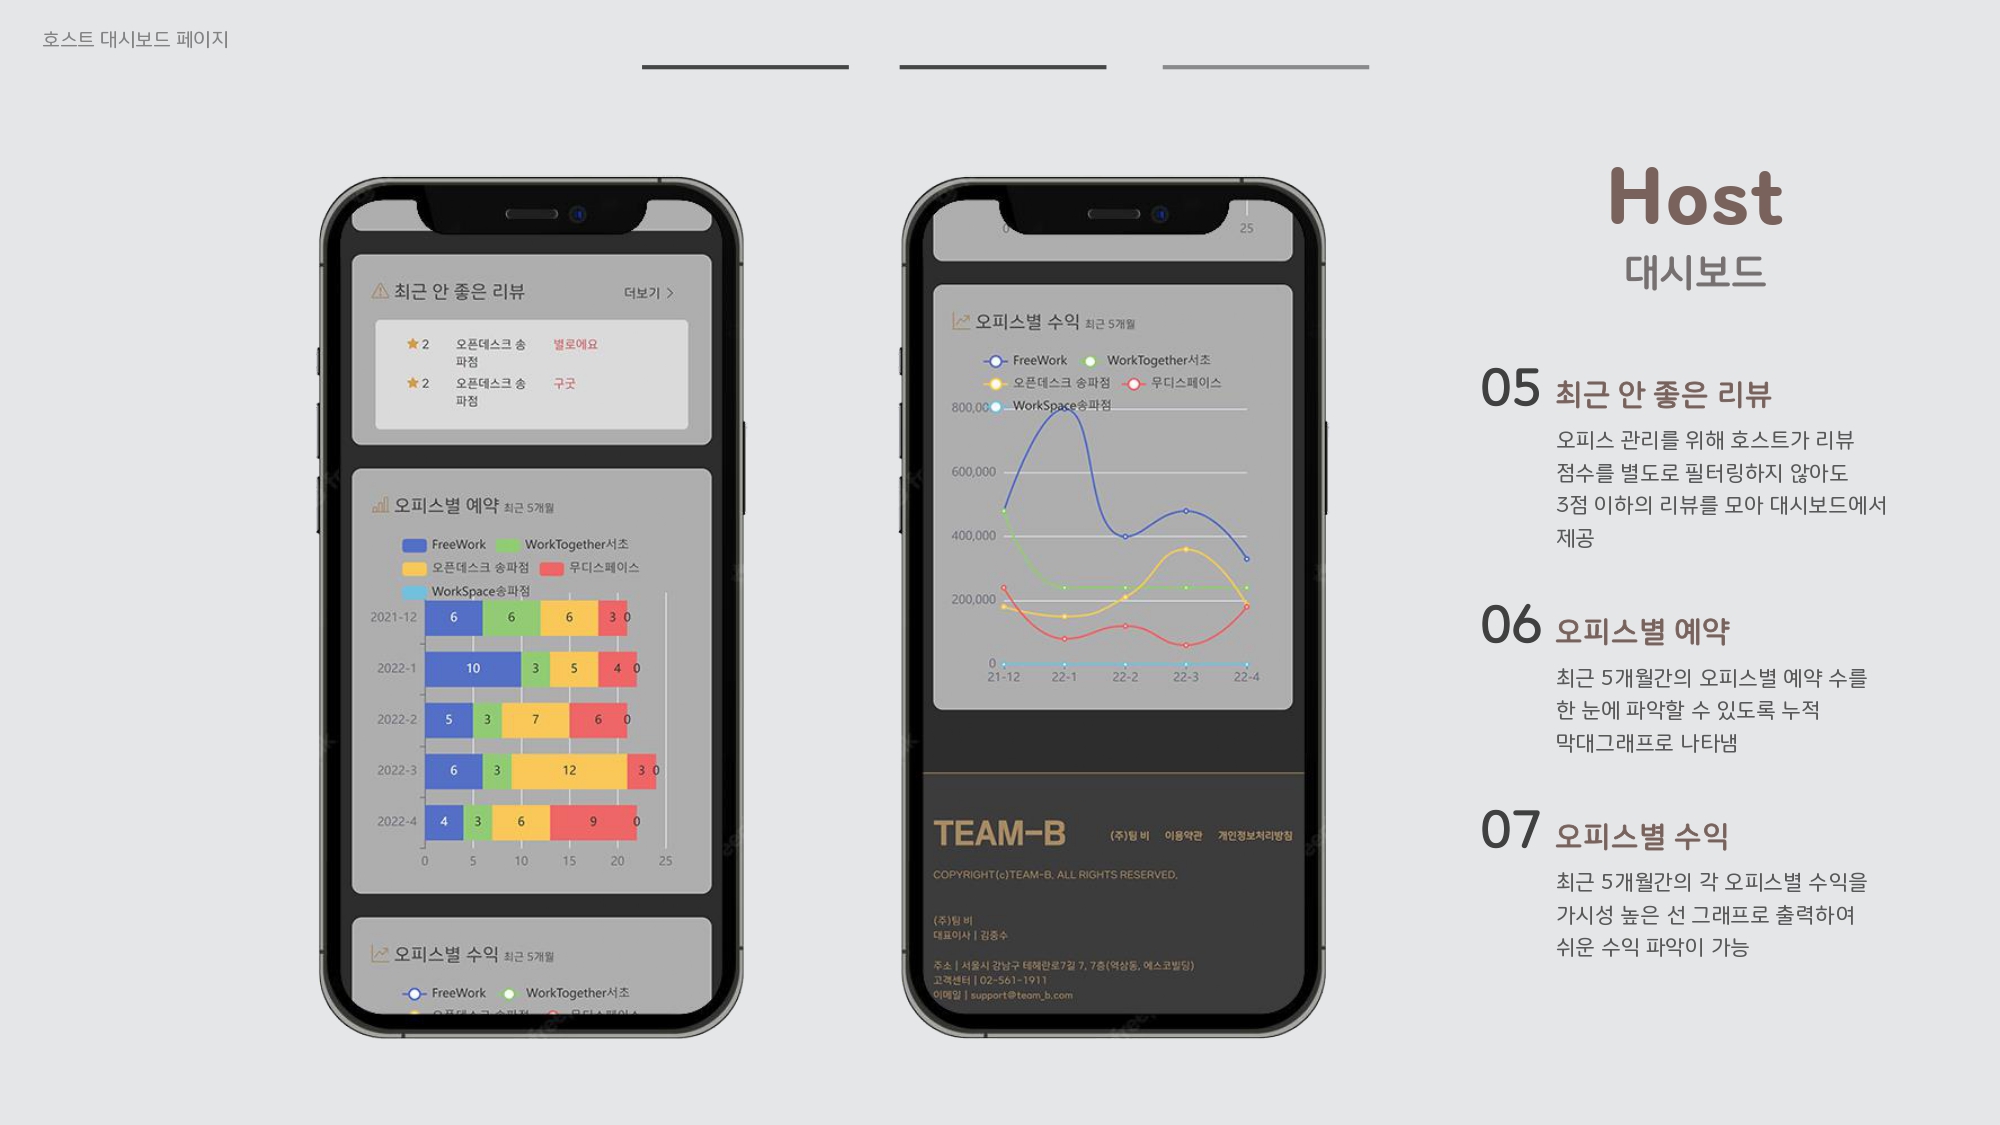 호스트 대시보드 페이지
최근 안 좋은 리뷰 더보기 >
2 오픈데스크 송 별로에요
파점
2 오픈데스크 송 구굿
파점
오피스별 예약 최근 5개월
FreeWork WorkTogether서초
오픈데스크 송파점 무디스페이스
WorkSpace송파점
2021-12 6 6 6 3 0
2022-1 10 3 5 4 0
2022-2 5 3 7 6 0
2022-3 6 3 12 3 0
2022-4 4 3 6 9 0
0 5 10 15 20 25
오피스별 수익 최근 5개월
FreeWork WorkTogether서초
오픈데스크 송파점 무디스페이스
0 25
오피스별 수익 최근 5개월
FreeWork WorkTogether서초
오픈데스크 송파점 무디스페이스
WorkSpace송파점
800,00
600,000
400,000
200,000
0
21-12 22-1 22-2 22-3 22-4
TEAM-B (주)팀 비 이용약관 개인정보처리방침
COPYRIGHT(c)TEAM-B. ALL RIGHTS RESERVED.
(주)팀 비
대표이사 | 김종수
주소 | 서울시 강남구 테헤란로7길 7, 7층(역삼동, 에스코빌딩)
고객센터 | 02-561-1911
이메일 | support@team_b.com
Host
대시보드
05 최근 안 좋은 리뷰
오피스 관리를 위해 호스트가 리뷰
점수를 별도로 필터링하지 않아도
3점 이하의 리뷰를 모아 대시보드에서
제공
06 오피스별 예약
최근 5개월간의 오피스별 예약 수를
한 눈에 파악할 수 있도록 누적
막대그래프로 나타냄
07 오피스별 수익
최근 5개월간의 각 오피스별 수익을
가시성 높은 선 그래프로 출력하여
쉬운 수익 파악이 가능